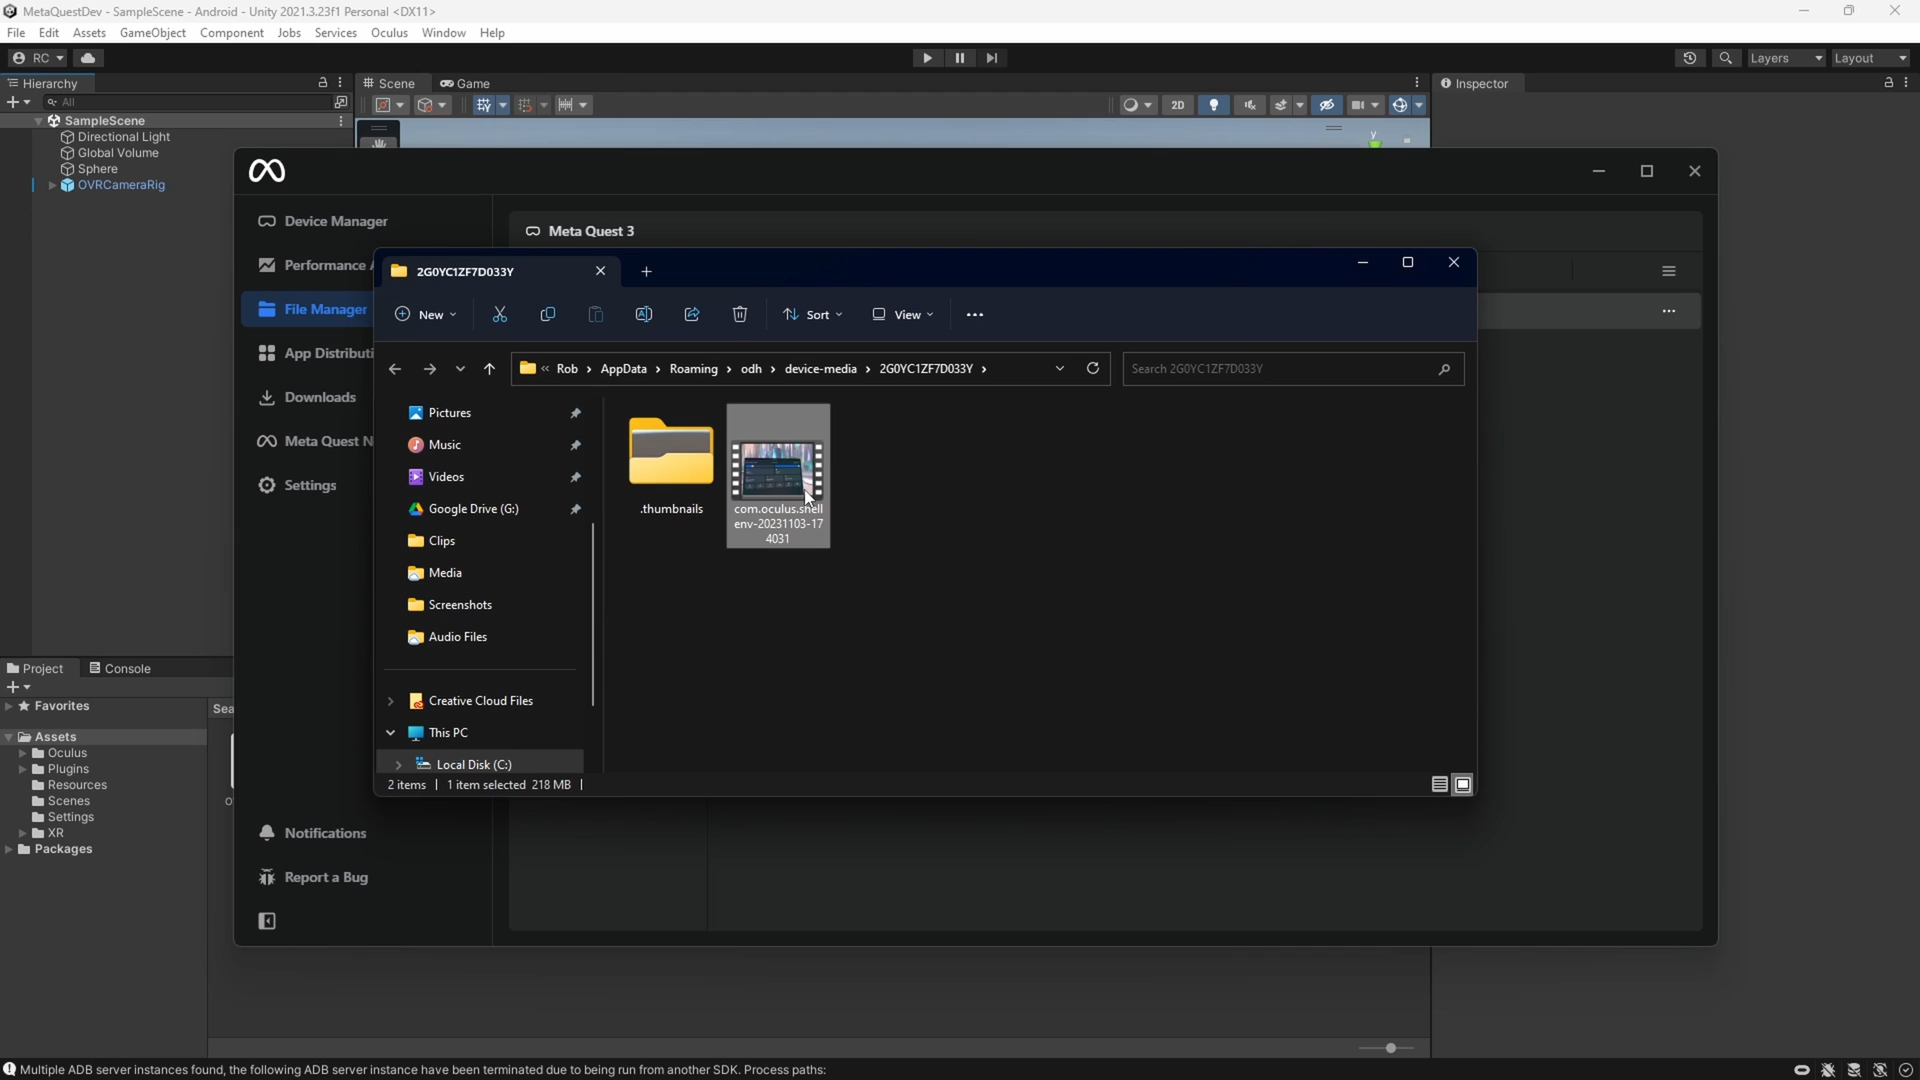 MetaQuestDev - SampleScene - Android - Unity 2021.3.23f1 Personal <DX11>
File Edit Assets GameObject Component Jobs Services Oculus Window Help
RC Layers Layout
Hierarchy
Scene Game
Inspector
All
2D
SampleScene
Directional Light
Global Volume
Sphere
OVRCameraRig
y
Device Manager
Performance A
File Manager
App Distributi
Downloads
Meta Quest N
Settings
Notifications
Report a Bug
Meta Quest 3
2G0YC1ZF7D033Y
New Sort View
Rob › AppData › Roaming › odh › device-media › 2G0YC1ZF7D033Y ›
Search 2G0YC1ZF7D033Y
Pictures
Music
Videos
Google Drive (G:)
Clips
Media
Screenshots
Audio Files
Creative Cloud Files
This PC
Local Disk (C:)
.thumbnails
com.oculus.shell
env-20231103-17
4031
2 items 1 item selected 218 MB
Project Console
Favorites
Sea
Assets
Oculus
Plugins
Resources
Scenes
Settings
XR
Packages
Multiple ADB server instances found, the following ADB server instance have been terminated due to being run from another SDK. Process paths: